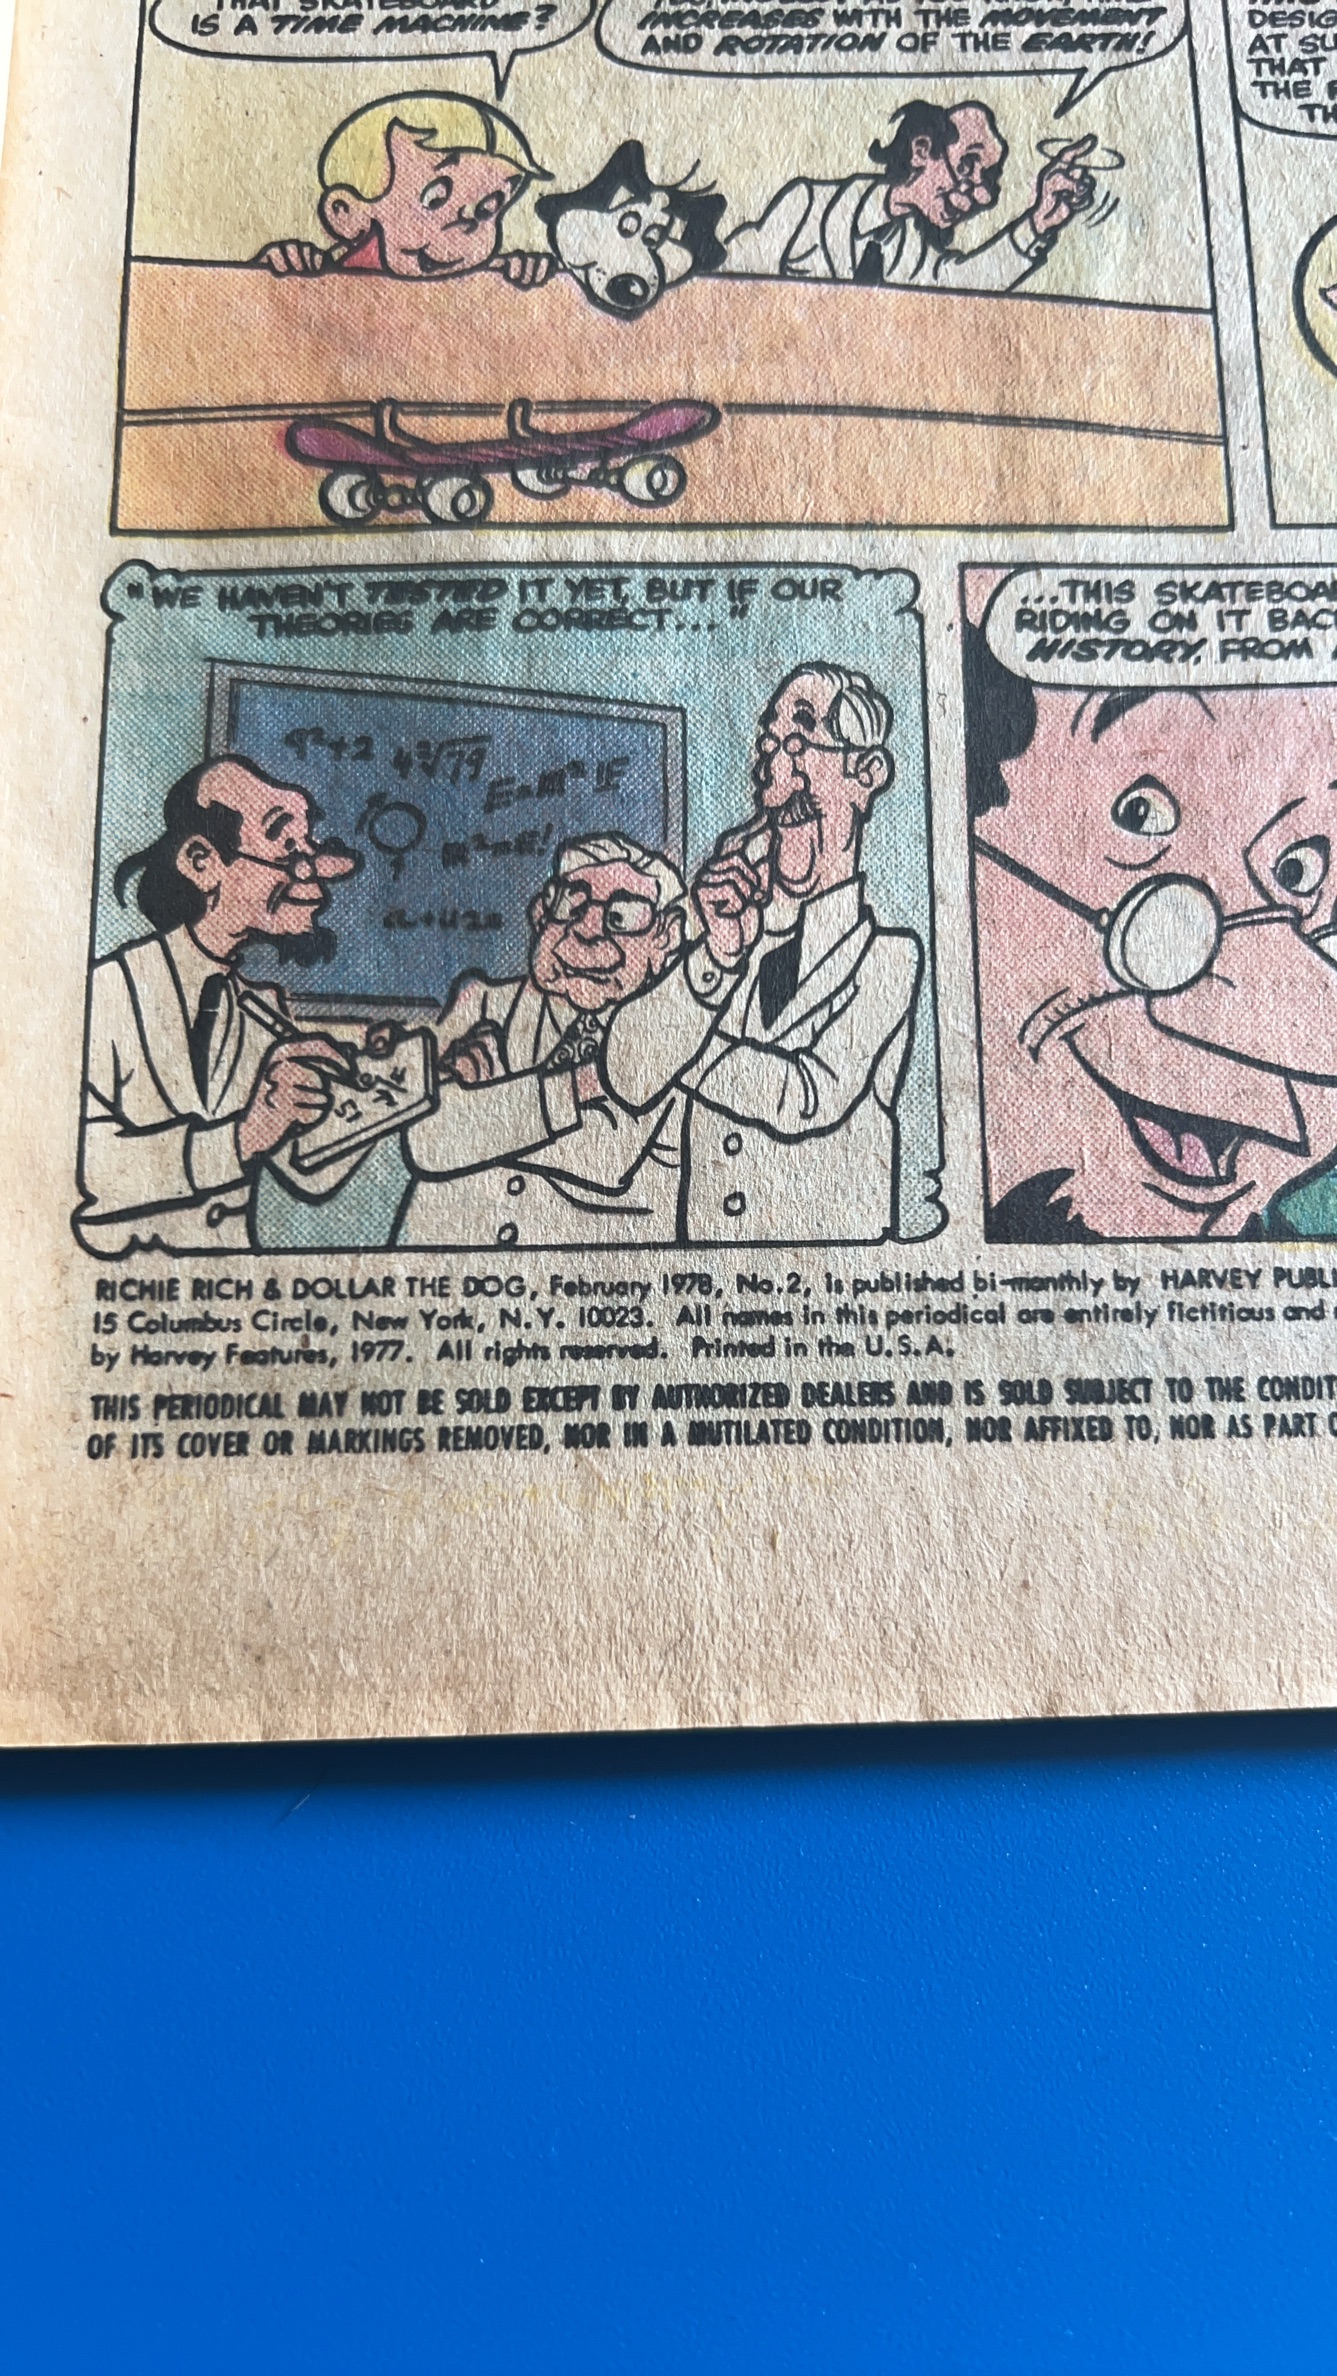 THAT SKATEBOARD
IS A TIME MACHINE?
INCREASES WITH THE MOVEMENT
AND ROTATION OF THE EARTH!
DESIG
AT SU
THAT
THE
TH
"WE HAVEN'T TESTED IT YET, BUT IF OUR
THEORIES ARE CORRECT..."
...THIS SKATEBOA
RIDING ON IT BAC
HISTORY, FROM
RICHIE RICH & DOLLAR THE DOG, February 1978, No.2, is published bi-monthly by HARVEY PUBLI
15 Columbus Circle, New York, N.Y. 10023. All names in this periodical are entirely fictitious and
by Harvey Features, 1977. All rights reserved. Printed in the U.S.A.
THIS PERIODICAL MAY NOT BE SOLD EXCEPT BY AUTHORIZED DEALERS AND IS SOLD SUBJECT TO THE CONDIT
OF ITS COVER OR MARKINGS REMOVED, NOR IN A MUTILATED CONDITION, NOR AFFIXED TO, NOR AS PART